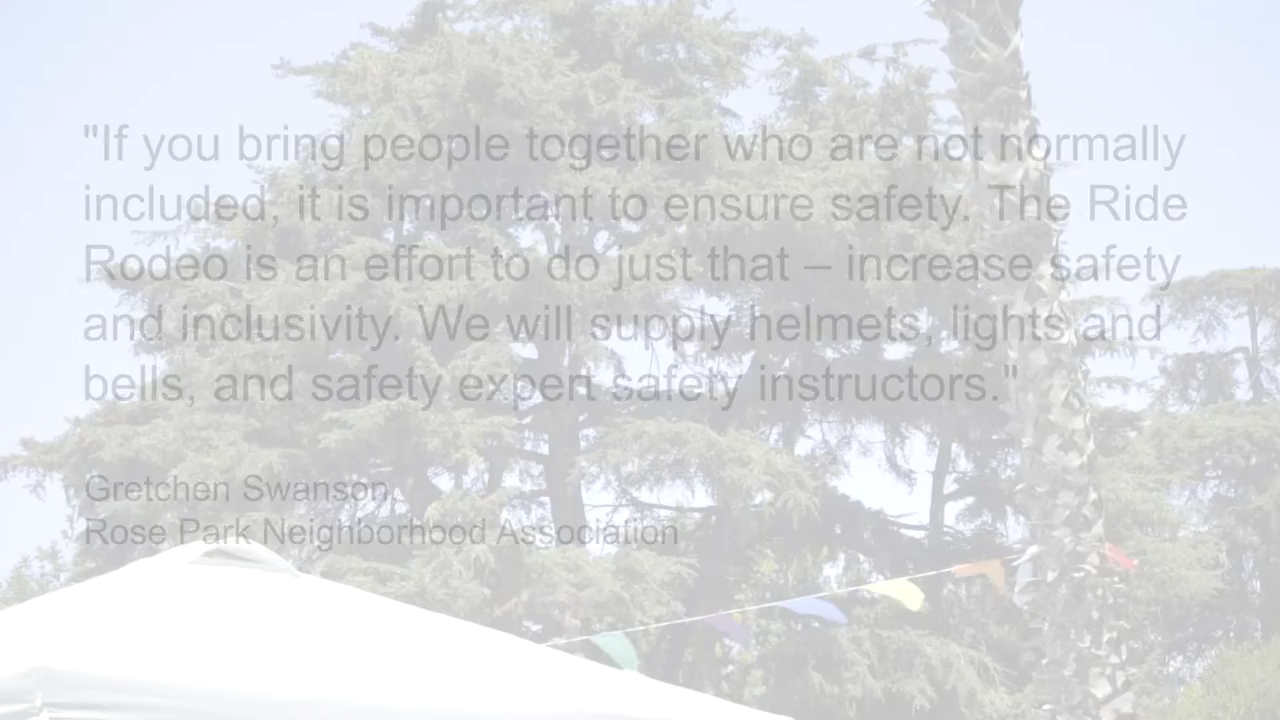 "If you bring people together who are not normally
included, it is important to ensure safety. The Ride
Rodeo is an effort to do just that – increase safety
and inclusivity. We will supply helmets, lights and
bells, and safety expert safety instructors."
Gretchen Swanson,
Rose Park Neighborhood Association